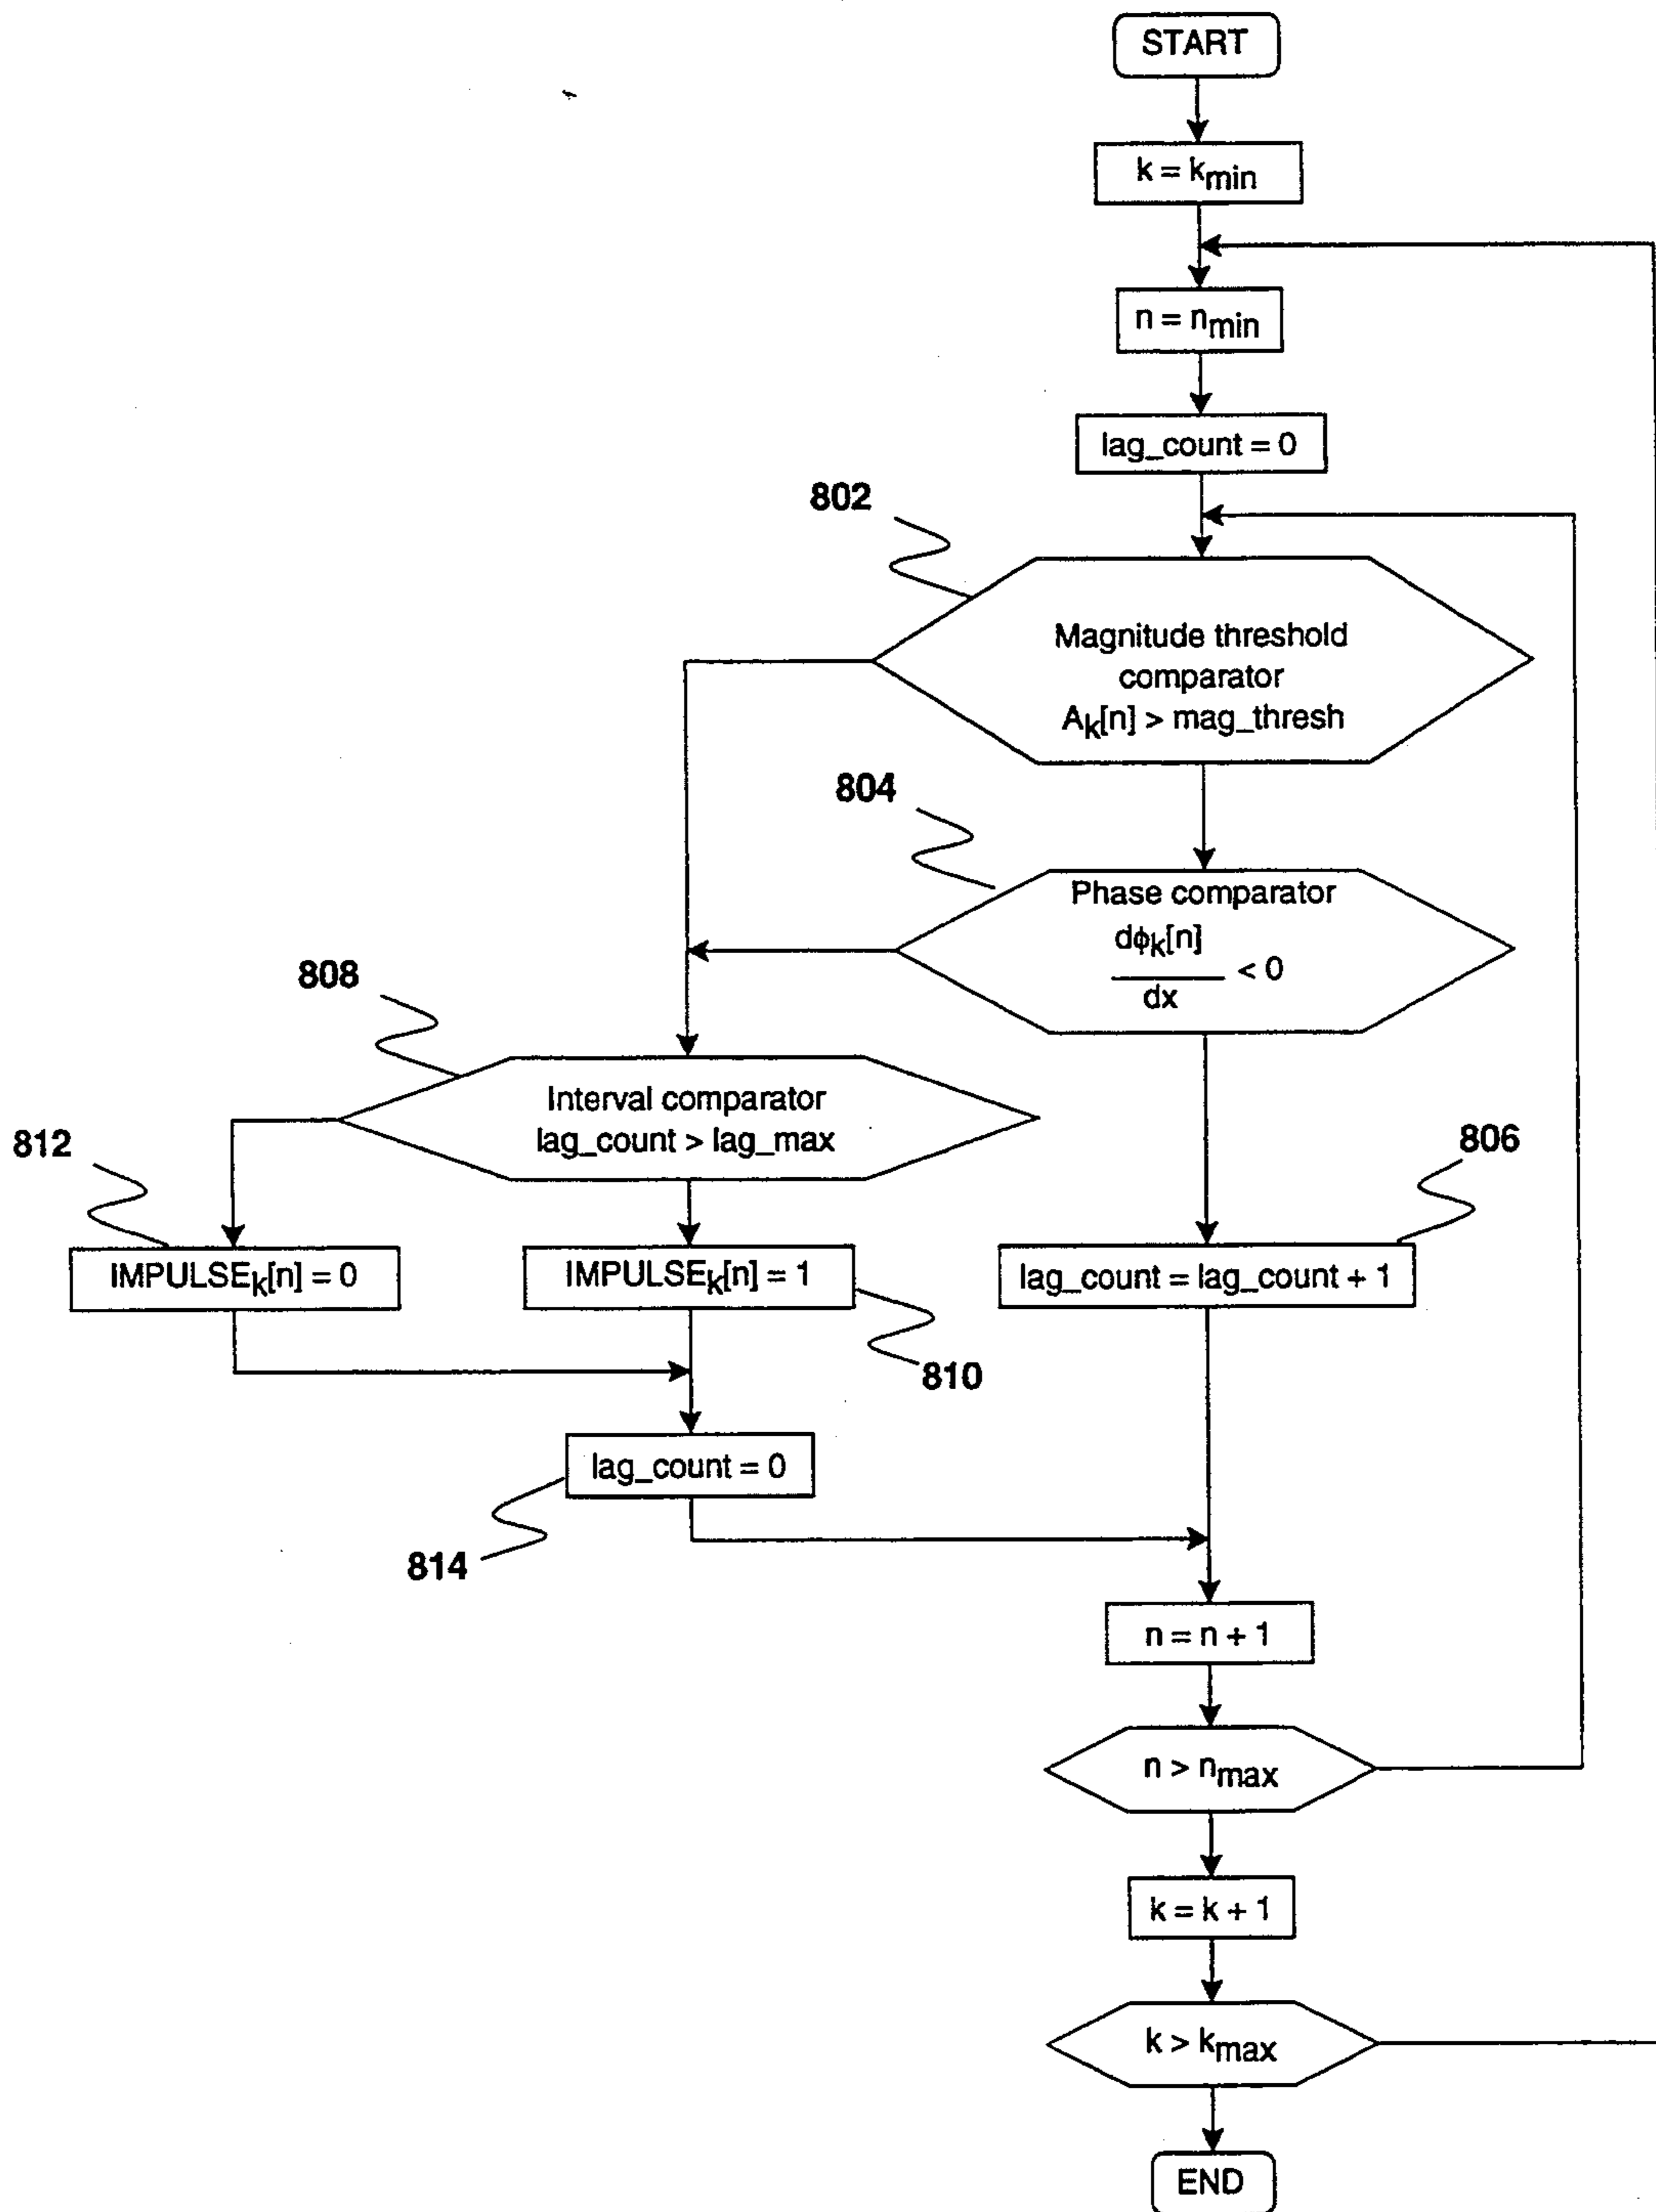 START
k = kmin
n = nmin
lag_count = 0
802
Magnitude threshold
comparator
Ak[n] > mag_thresh
804
Phase comparator
dϕk[n]
< 0
dx
808
Interval comparator
lag_count > lag_max
812
806
IMPULSEk[n] = 0
IMPULSEk[n] = 1
lag_count = lag_count + 1
810
lag_count = 0
814
n = n + 1
n > nmax
k = k + 1
k > kmax
END